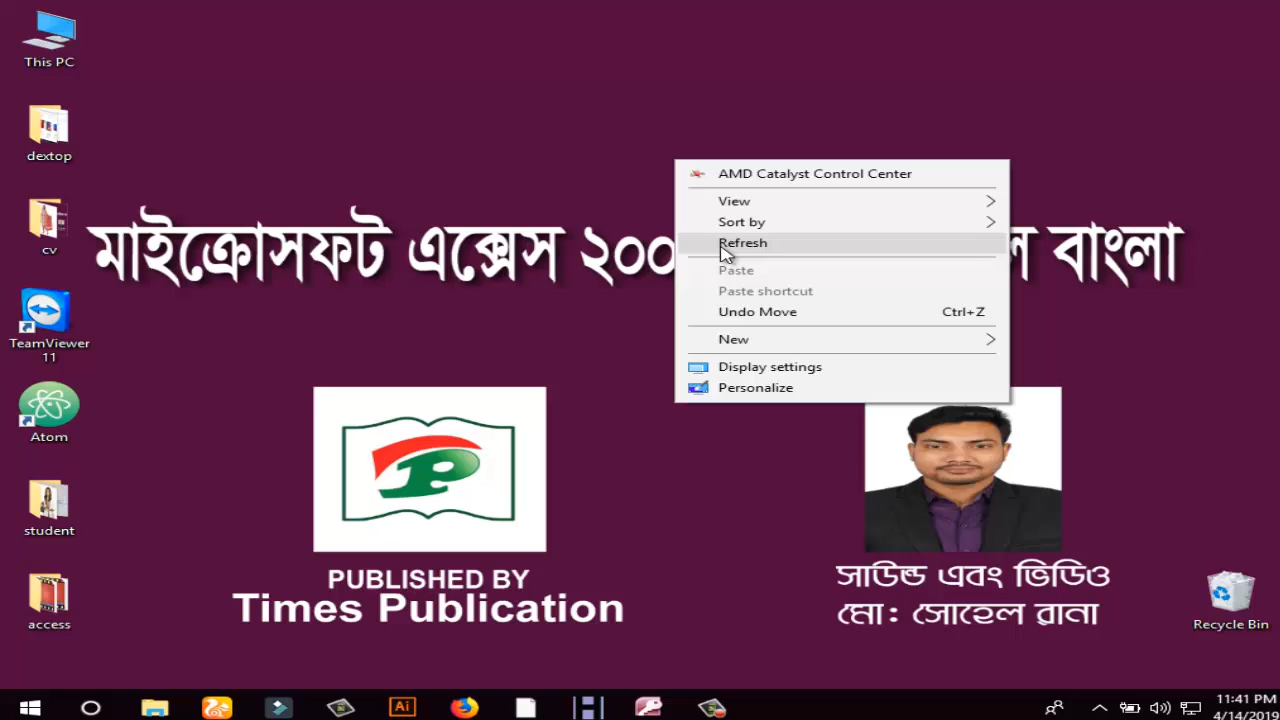 This PC
dextop
cv
TeamViewer
11
Atom
student
access
Recycle Bin
মাইক্রোসফট এক্সেস ২০০
ল বাংলা
AMD Catalyst Control Center
View
Sort by
Refresh
Paste
Paste shortcut
Undo Move Ctrl+Z
New
Display settings
Personalize
PUBLISHED BY
Times Publication
সাউন্ড এবং ভিডিও
মো: সোহেল রানা
Ai
11:41 PM
4/14/2019